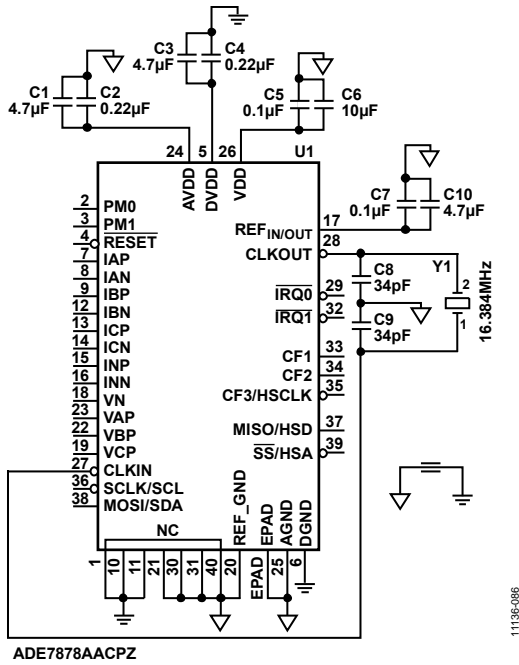 C3
4.7µF
C4
0.22µF
C1
4.7µF
C2
0.22µF
C5
0.1µF
C6
10µF
24
5
26
U1
AVDD
DVDD
VDD
2
PM0
3
PM1
4
RESET
7
IAP
8
IAN
9
IBP
12
IBN
13
ICP
14
ICN
15
INP
16
INN
18
VN
23
VAP
22
VBP
19
VCP
27
CLKIN
36
SCLK/SCL
38
MOSI/SDA
REFIN/OUT
17
CLKOUT
28
IRQ0
29
IRQ1
32
CF1
33
CF2
34
CF3/HSCLK
35
MISO/HSD
37
SS/HSA
39
C7
0.1µF
C10
4.7µF
C8
34pF
C9
34pF
Y1
2
1
16.384MHz
NC
REF_GND
EPAD
AGND
DGND
1
10
11
21
30
31
40
20
EPAD
25
6
ADE7878AACPZ
11136-086